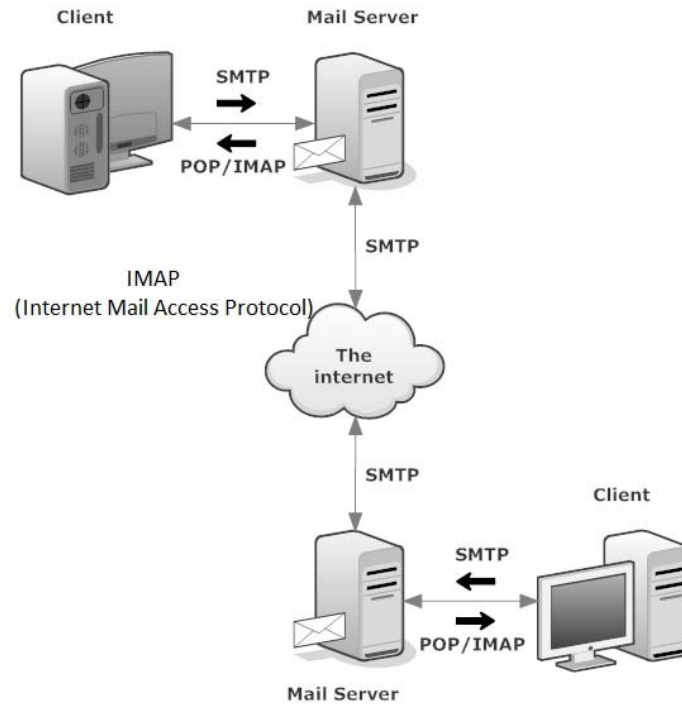 Client
Mail Server
SMTP
POP/IMAP
SMTP
IMAP
(Internet Mail Access Protocol)
The
internet
SMTP
Client
SMTP
POP/IMAP
Mail Server